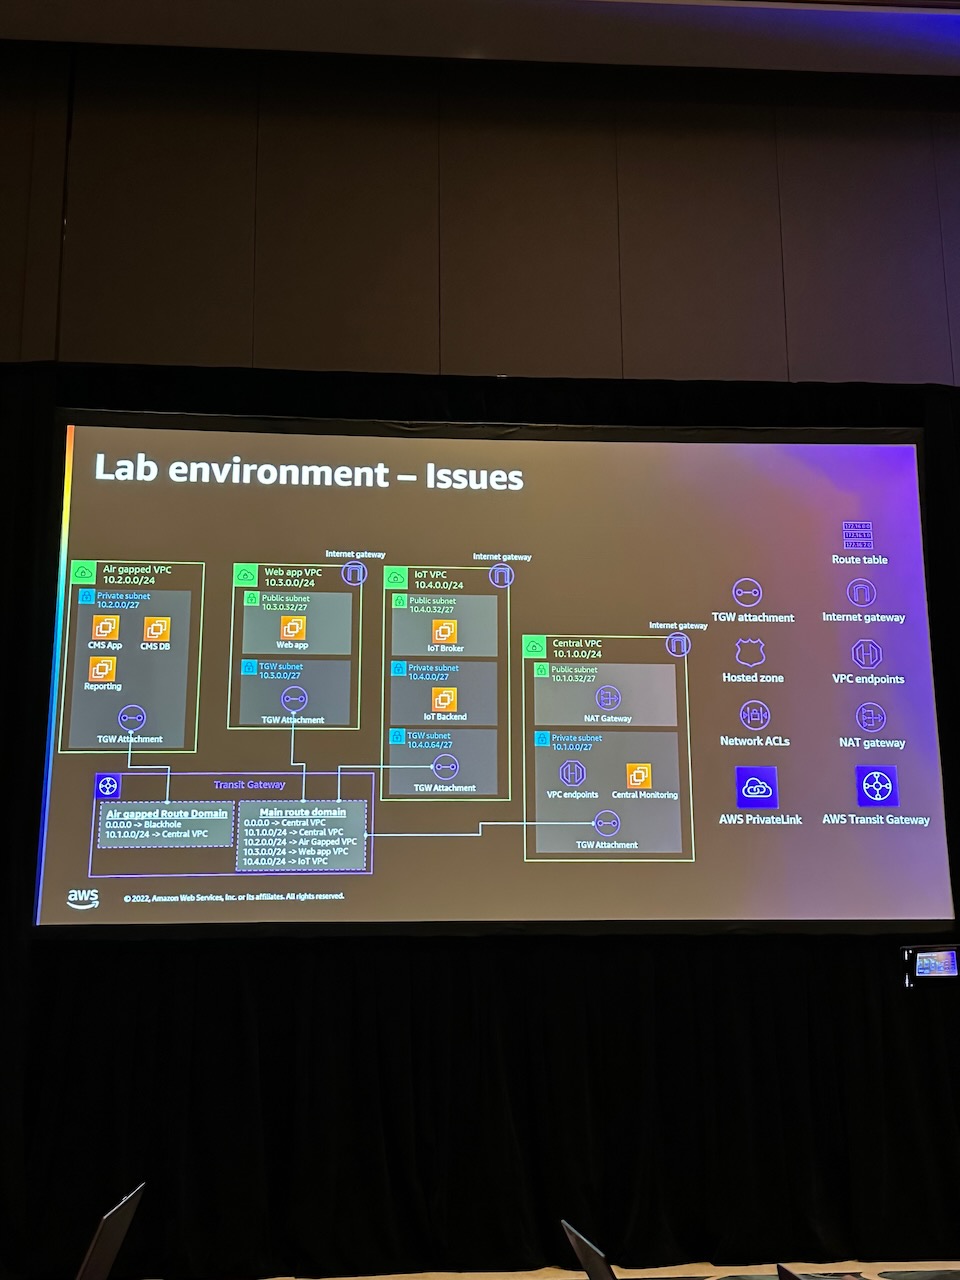 Lab environment – Issues
Air gapped VPC
10.2.0.0/24
Private subnet
10.2.0.0/27
CMS App
CMS DB
Reporting
TGW Attachment
Internet gateway
Web app VPC
10.3.0.0/24
Public subnet
10.3.0.32/27
Web app
TGW subnet
10.3.0.0/27
TGW Attachment
Internet gateway
IoT VPC
10.4.0.0/24
Public subnet
10.4.0.32/27
IoT Broker
Private subnet
10.4.0.0/27
IoT Backend
TGW subnet
10.4.0.64/27
TGW Attachment
Internet gateway
Central VPC
10.1.0.0/24
Public subnet
10.1.0.32/27
NAT Gateway
Private subnet
10.1.0.0/27
VPC endpoints
Central Monitoring
TGW Attachment
Transit Gateway
Air gapped Route Domain
0.0.0.0 -> Blackhole
10.1.0.0/24 -> Central VPC
Main route domain
0.0.0.0 -> Central VPC
10.1.0.0/24 -> Central VPC
10.2.0.0/24 -> Air Gapped VPC
10.3.0.0/24 -> Web app VPC
10.4.0.0/24 -> IoT VPC
Route table
TGW attachment
Internet gateway
Hosted zone
VPC endpoints
Network ACLs
NAT gateway
AWS PrivateLink
AWS Transit Gateway
aws
© 2022, Amazon Web Services, Inc. or its affiliates. All rights reserved.